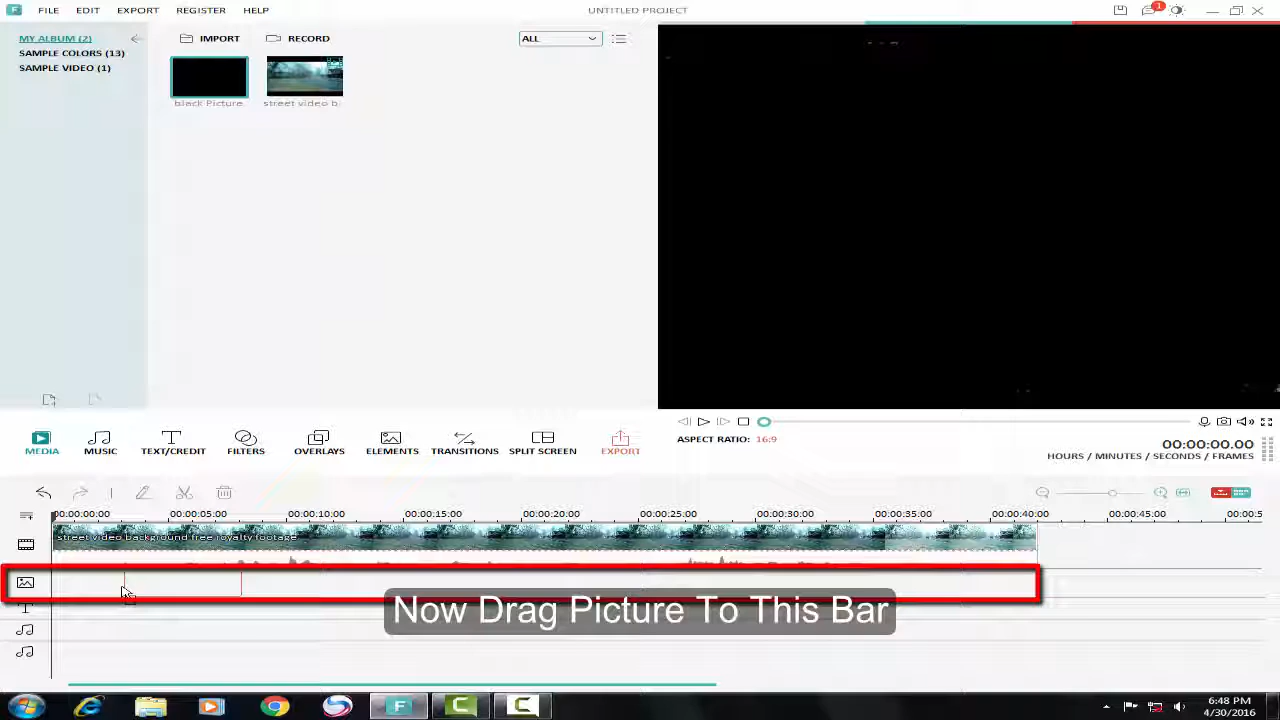 F FILE EDIT EXPORT REGISTER HELP UNTITLED PROJECT 1
MY ALBUM (2)
SAMPLE COLORS (13)
SAMPLE VIDEO (1)
IMPORT RECORD ALL
black Picture street video b
ASPECT RATIO: 16:9
00:00:00.00
HOURS / MINUTES / SECONDS / FRAMES
MEDIA MUSIC TEXT/CREDIT FILTERS OVERLAYS ELEMENTS TRANSITIONS SPLIT SCREEN EXPORT
00:00:00:00 00:00:05:00 00:00:10:00 00:00:15:00 00:00:20:00 00:00:25:00 00:00:30:00 00:00:35:00 00:00:40:00 00:00:45:00 00:00:5
street video background free royalty footage
Now Drag Picture To This Bar
6:48 PM
4/30/2016